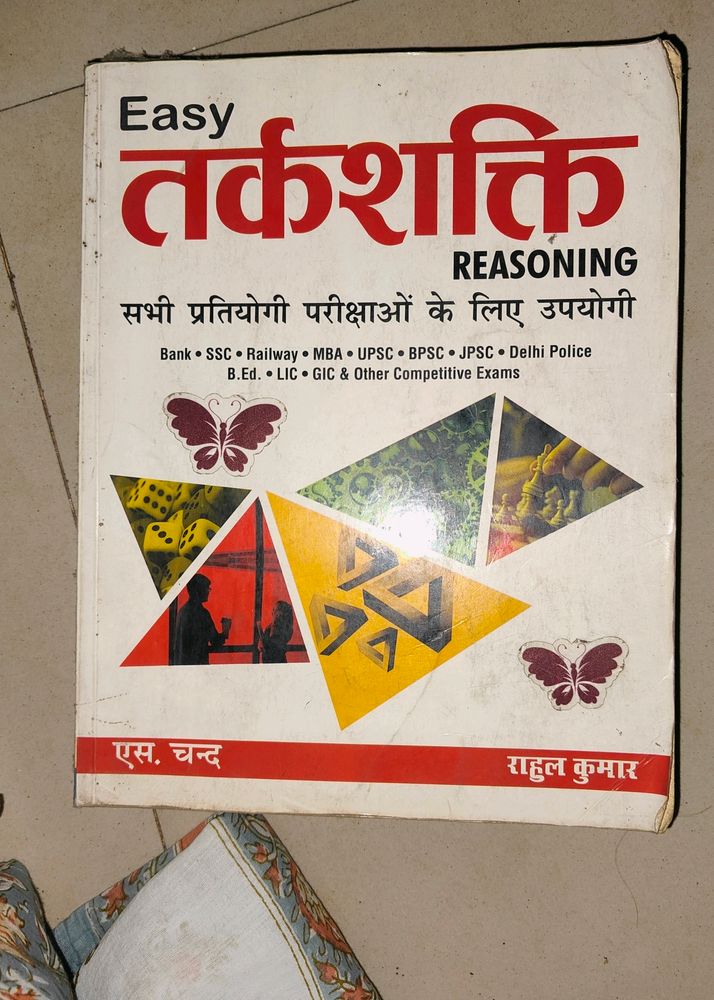 Easy
तर्कशक्ति
REASONING
सभी प्रतियोगी परीक्षाओं के लिए उपयोगी
Bank • SSC • Railway • MBA • UPSC • BPSC • JPSC • Delhi Police
B.Ed. • LIC • GIC & Other Competitive Exams
एस. चन्द
राहुल कुमार